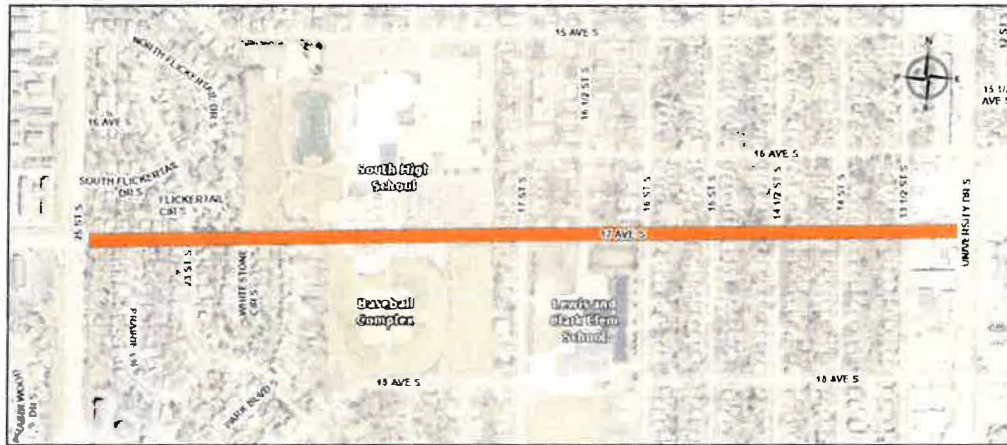 15 AVE S
NORTH FLICKERTAIL
CIR S
16 1/2 ST S
N
16 AVE S
16 AVE S
South High
School
SOUTH FLICKERTAIL
CIR S
FLICKERTAIL
CIR S
17 ST S
16 ST S
15 ST S
14 1/2 ST S
14 ST S
13 1/2 ST S
25 ST S
17 AVE S
UNIVERSITY DR S
23 ST S
WHITESTONE
CIR S
PRAIRIE LN
Baseball
Complex
Lewis and
Clark Elem
School
18 AVE S
18 AVE S
PARK BLVD S